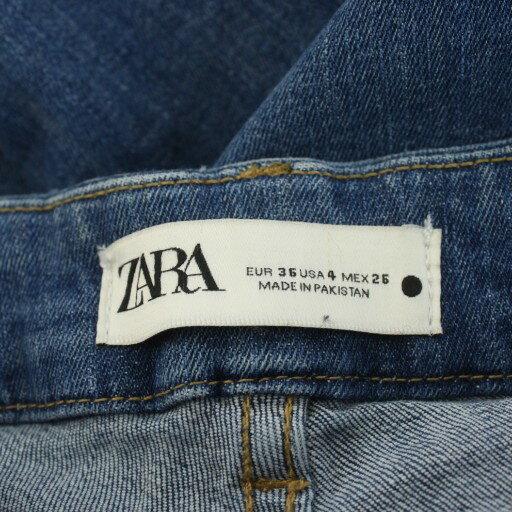 ZARA
EUR 36 USA 4 MEX 26
MADE IN PAKISTAN